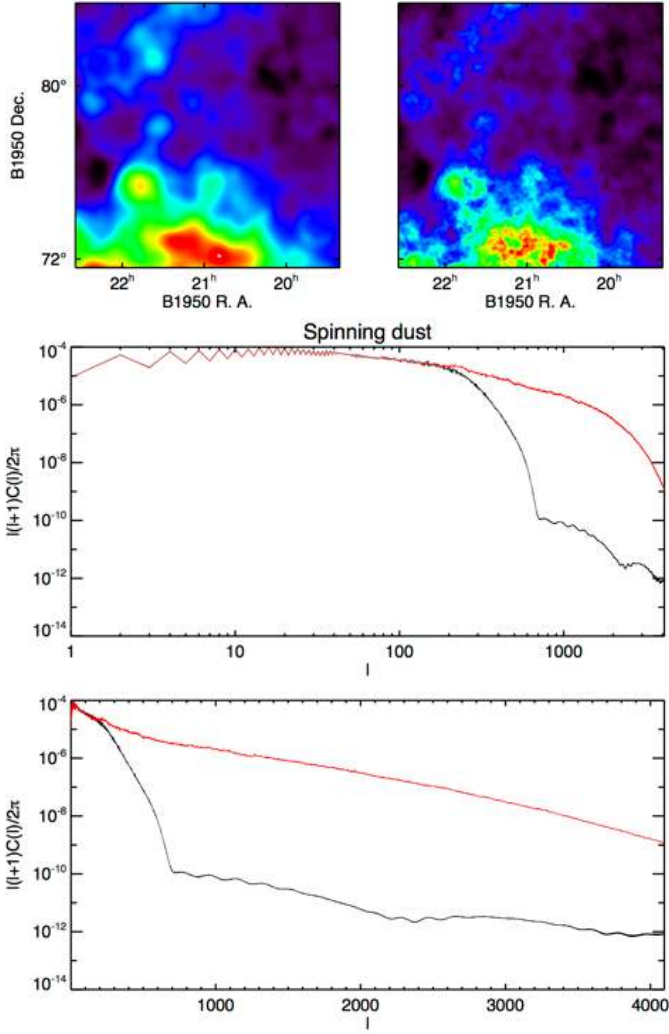 80°
72°
B1950 Dec.
22ʰ 21ʰ 20ʰ
B1950 R. A.
22ʰ 21ʰ 20ʰ
B1950 R. A.
Spinning dust
l(l+1)C(l)/2π
10⁻⁴
10⁻⁶
10⁻⁸
10⁻¹⁰
10⁻¹²
10⁻¹⁴
1 10 100 1000
l
l(l+1)C(l)/2π
10⁻⁴
10⁻⁶
10⁻⁸
10⁻¹⁰
10⁻¹²
10⁻¹⁴
1000 2000 3000 4000
l